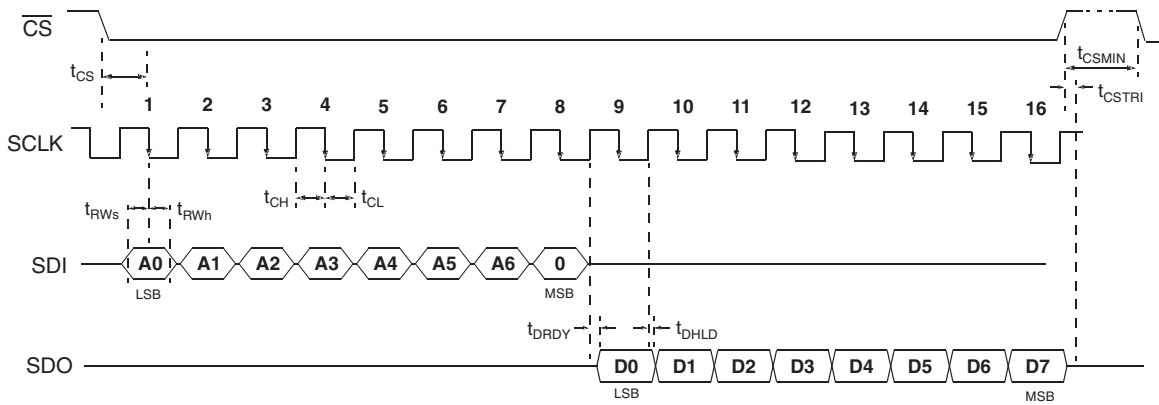 CS
tCS
tCSMIN
tCSTRI
1 2 3 4 5 6 7 8 9 10 11 12 13 14 15 16
SCLK
tCH tCL
tRWs tRWh
SDI A0 A1 A2 A3 A4 A5 A6 0
LSB MSB
tDRDY tDHLD
SDO D0 D1 D2 D3 D4 D5 D6 D7
LSB MSB